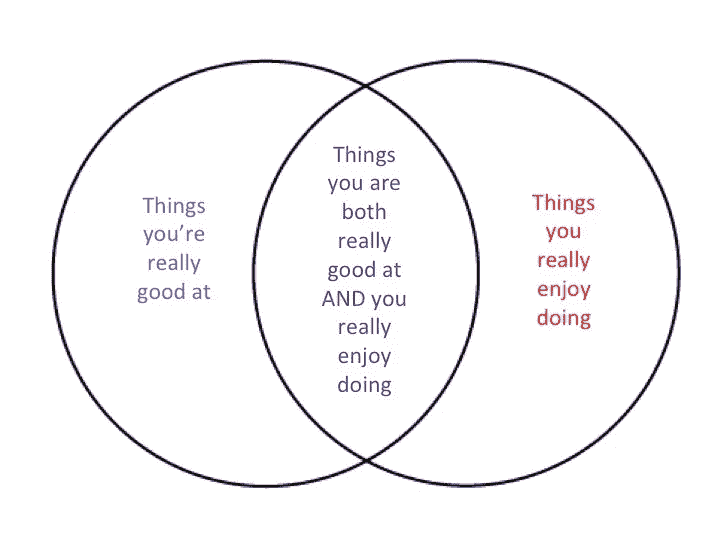 Things
you're
really
good at
Things
you are
both
really
good at
AND you
really
enjoy
doing
Things
you
really
enjoy
doing